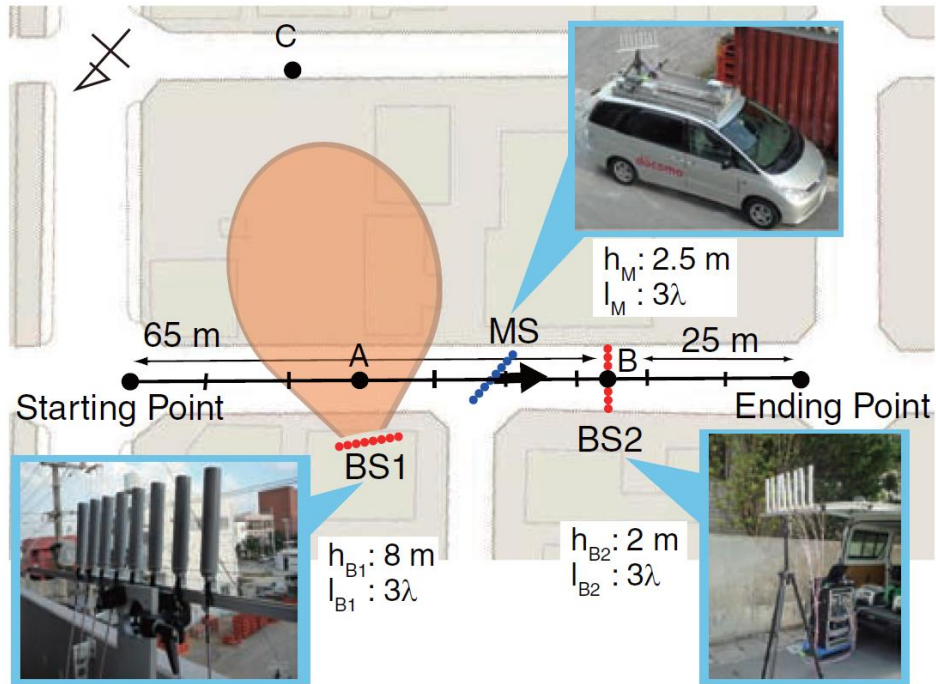 C
h_M: 2.5 m
l_M : 3λ
65 m
A
MS
B
25 m
Starting Point
BS1
BS2
Ending Point
h_B1: 8 m
l_B1 : 3λ
h_B2: 2 m
l_B2 : 3λ
docomo